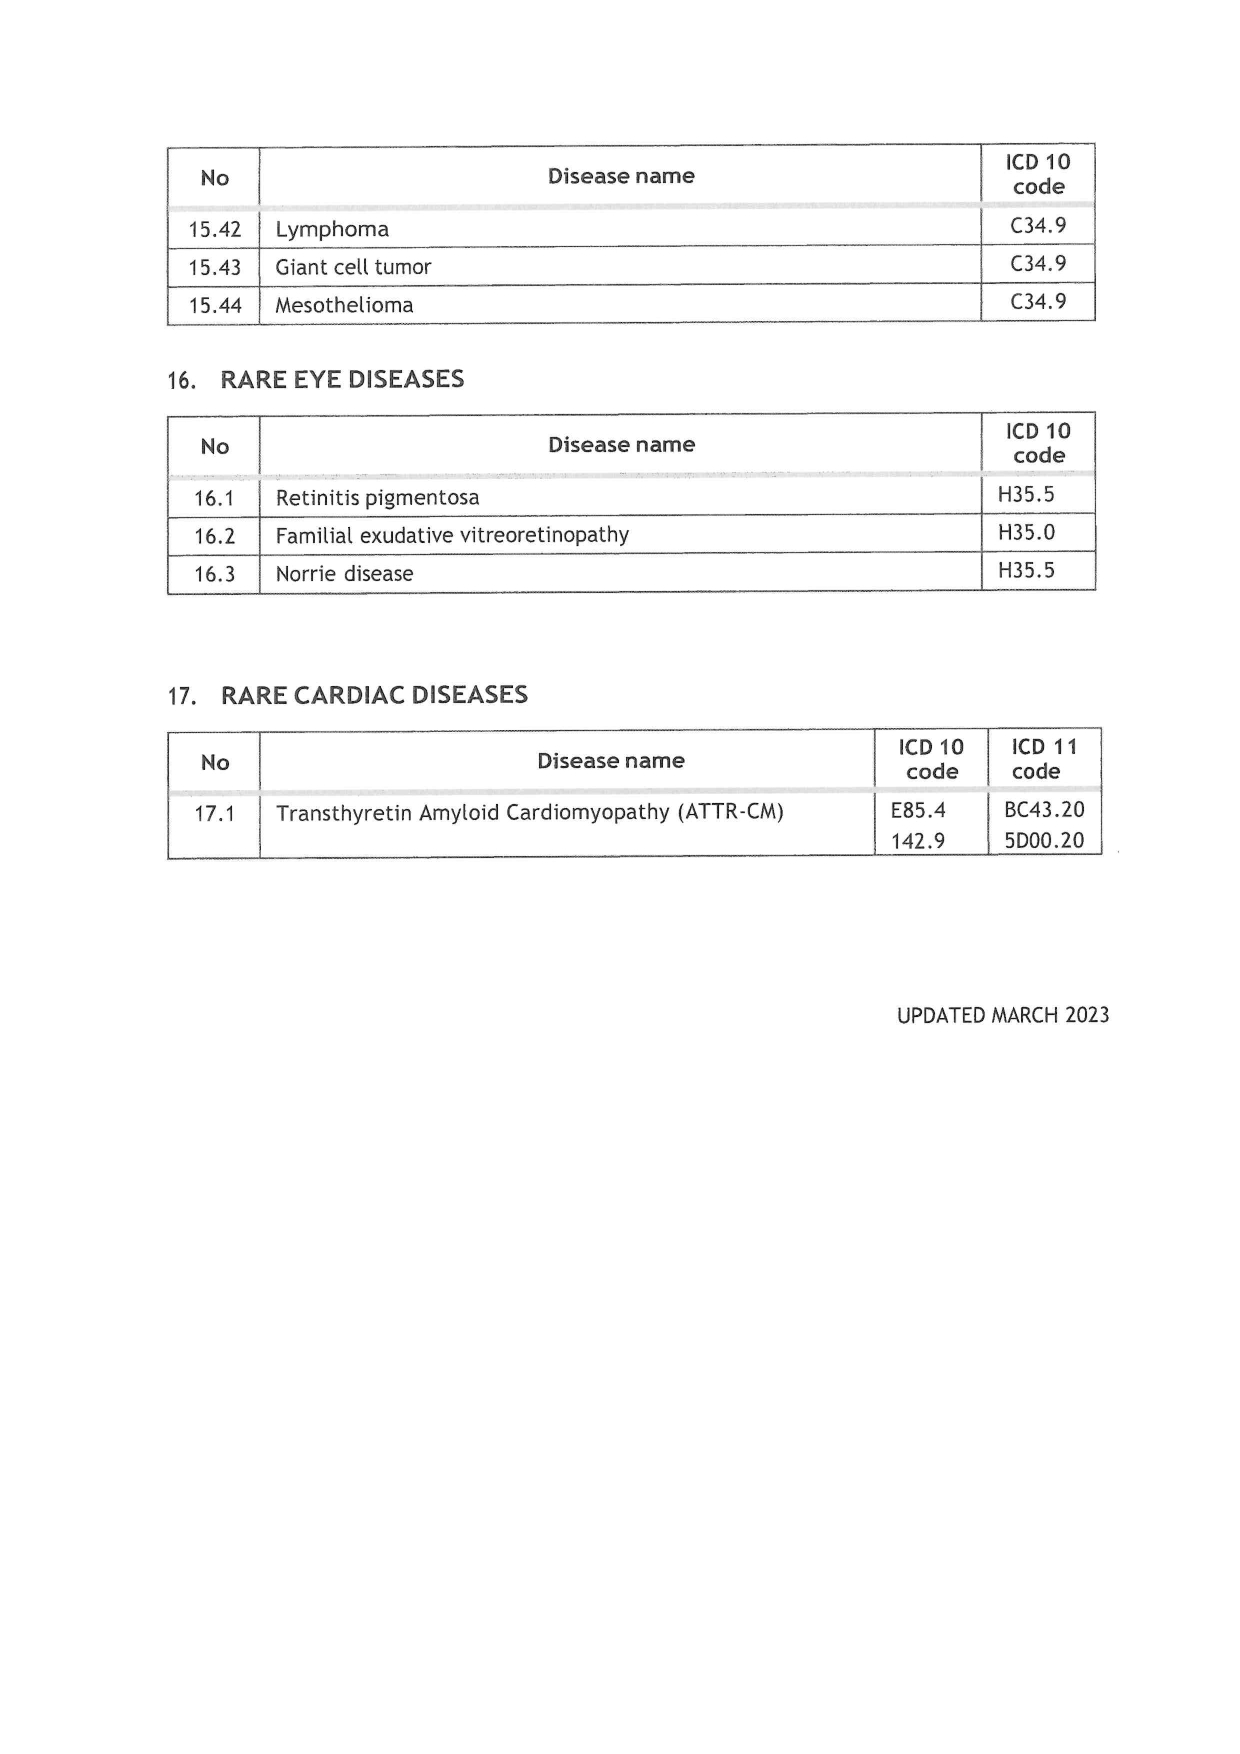 No Disease name ICD 10 code
15.42 Lymphoma C34.9
15.43 Giant cell tumor C34.9
15.44 Mesothelioma C34.9
16. RARE EYE DISEASES
No Disease name ICD 10 code
16.1 Retinitis pigmentosa H35.5
16.2 Familial exudative vitreoretinopathy H35.0
16.3 Norrie disease H35.5
17. RARE CARDIAC DISEASES
No Disease name ICD 10 code ICD 11 code
17.1 Transthyretin Amyloid Cardiomyopathy (ATTR-CM) E85.4 BC43.20
142.9 5D00.20
UPDATED MARCH 2023